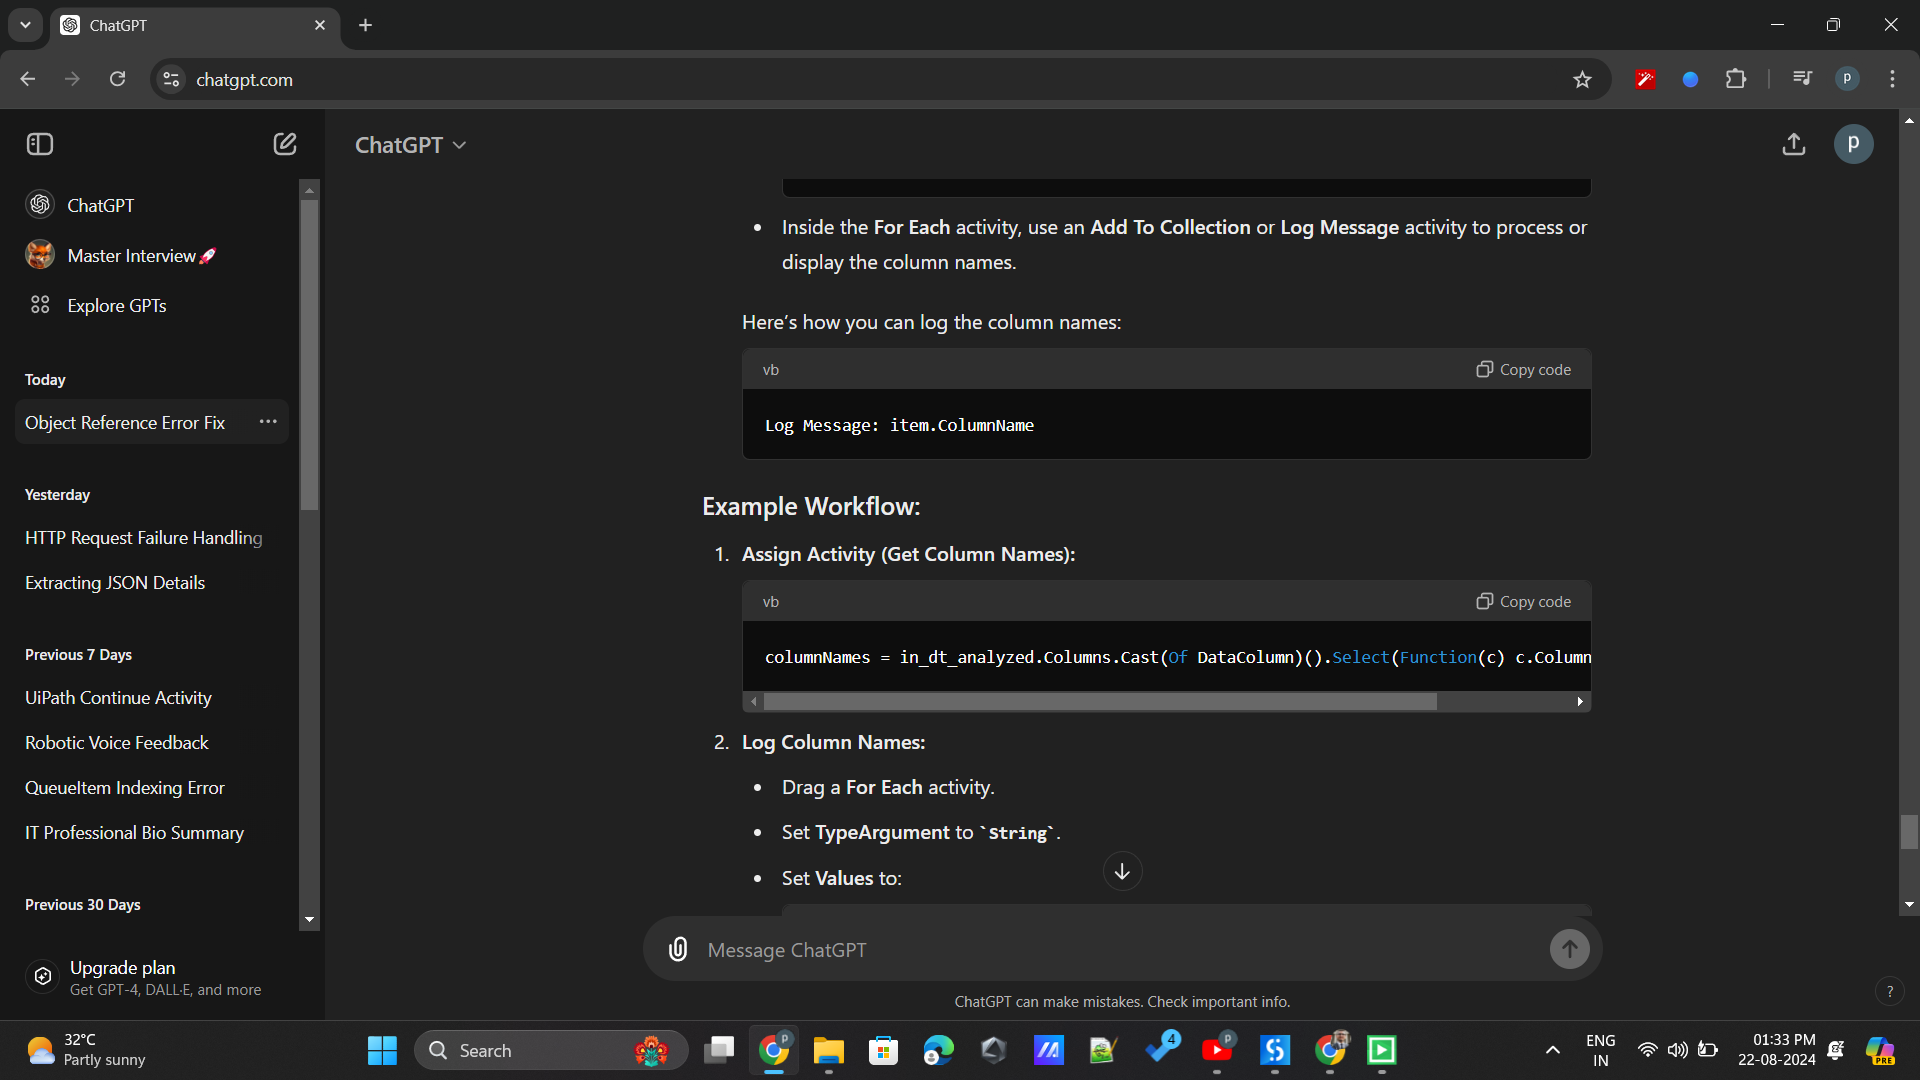 ChatGPT
chatgpt.com
p
ChatGPT
p
ChatGPT
Master Interview🚀
Explore GPTs
Today
Object Reference Error Fix
Yesterday
HTTP Request Failure Handling
Extracting JSON Details
Previous 7 Days
UiPath Continue Activity
Robotic Voice Feedback
QueueItem Indexing Error
IT Professional Bio Summary
Previous 30 Days
Upgrade plan
Get GPT-4, DALL·E, and more
Inside the For Each activity, use an Add To Collection or Log Message activity to process or
display the column names.
Here’s how you can log the column names:
vb
Copy code
Log Message: item.ColumnName
Example Workflow:
1. Assign Activity (Get Column Names):
vb
Copy code
columnNames = in_dt_analyzed.Columns.Cast(Of DataColumn)().Select(Function(c) c.Column
2. Log Column Names:
Drag a For Each activity.
Set TypeArgument to `String`.
Set Values to:
Message ChatGPT
ChatGPT can make mistakes. Check important info.
?
32°C
Partly sunny
Search
p
4
p
ENG
IN
01:33 PM
22-08-2024
PRE